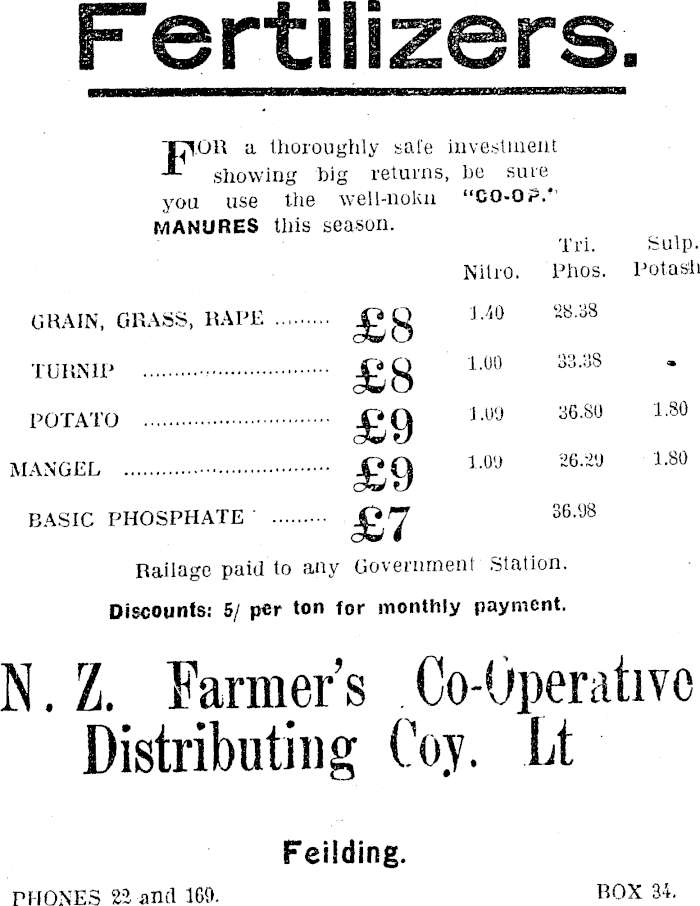 Fertilizers.
FOR a thoroughly safe investment
showing big returns, be sure
you use the well-nokn "CO-OP."
MANURES this season.
Tri. Sulp.
Nitro. Phos. Potash
GRAIN, GRASS, RAPE ......... £8 1.40 28.38
TURNIP .............................. £8 1.00 33.38
POTATO .............................. £9 1.09 36.80 1.80
MANGEL ................................. £9 1.09 26.29 1.80
BASIC PHOSPHATE ......... £7 36.98
Railage paid to any Government Station.
Discounts: 5/ per ton for monthly payment.
N. Z. Farmer's Co-Operative
Distributing Coy. Lt
Feilding.
PHONES 22 and 169. BOX 34.